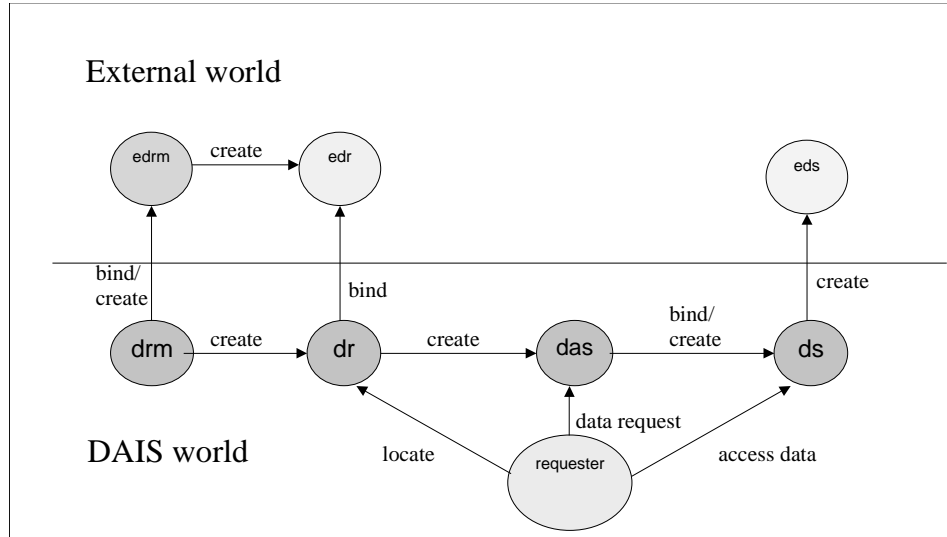 External world
edrm
create
edr
eds
bind/
create
bind
create
drm
create
dr
create
das
bind/
create
ds
data request
DAIS world
locate
requester
access data